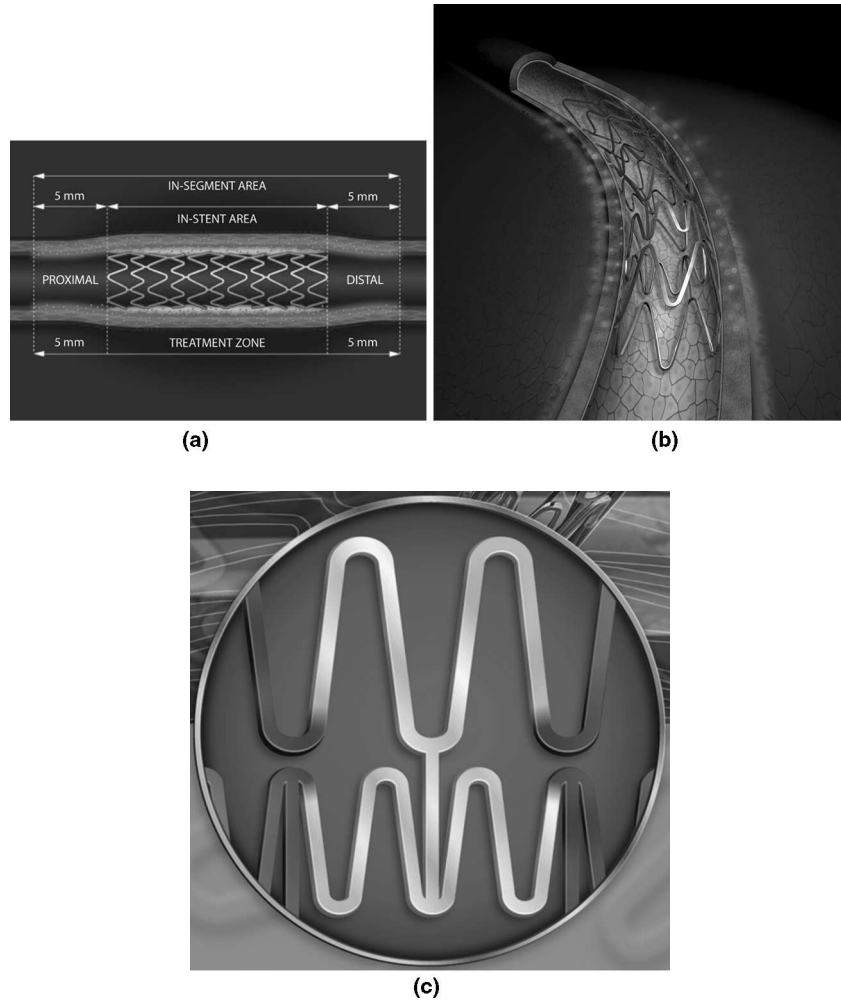 IN-SEGMENT AREA
5 mm 5 mm
IN-STENT AREA
PROXIMAL DISTAL
5 mm TREATMENT ZONE 5 mm
(a)
(b)
(c)